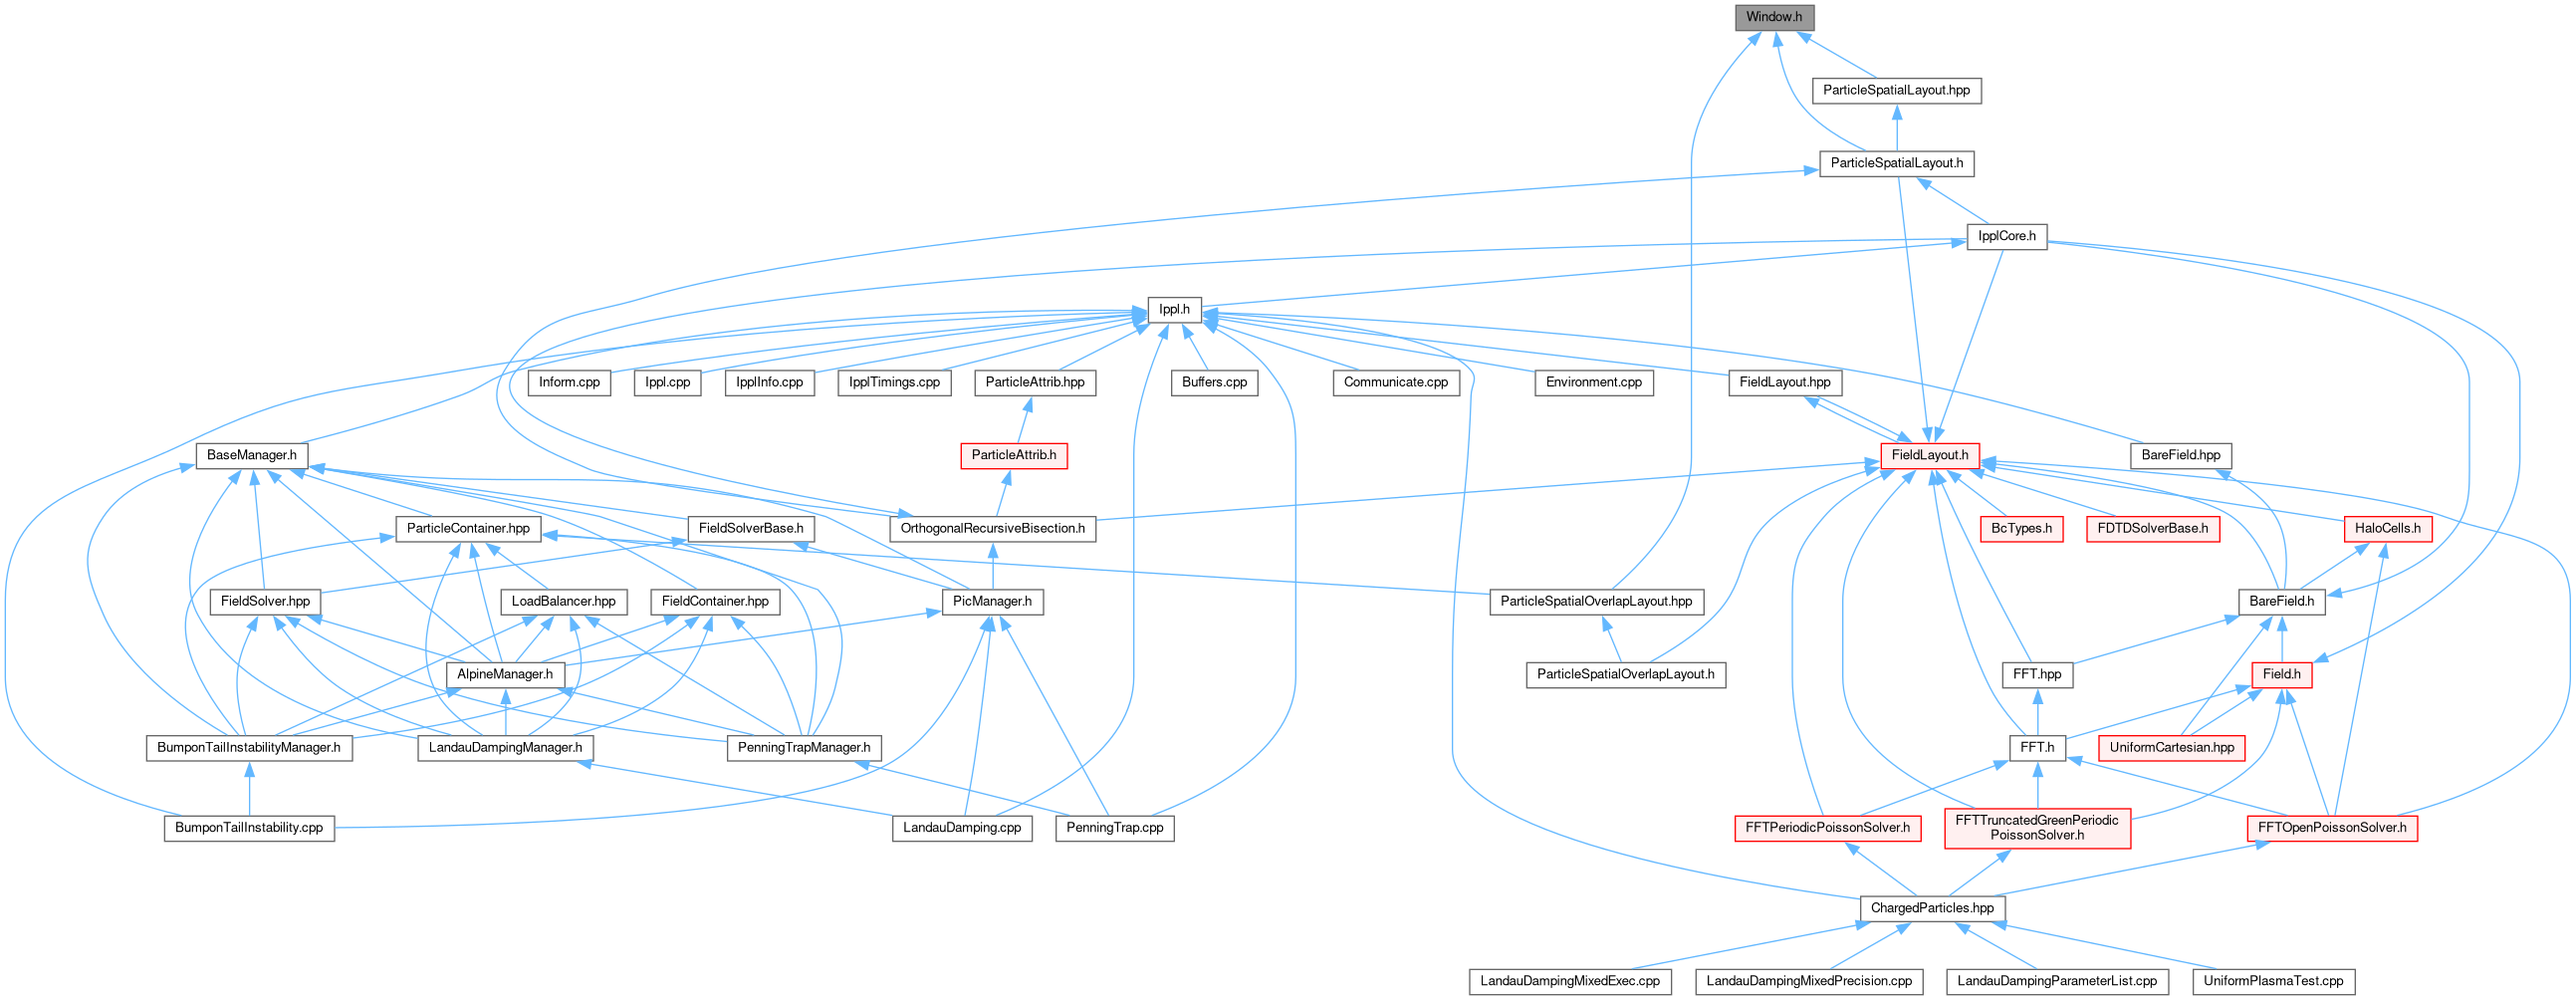 Window.h
ParticleSpatialLayout.hpp
ParticleSpatialLayout.h
IpplCore.h
Ippl.h
Inform.cpp
Ippl.cpp
IpplInfo.cpp
IpplTimings.cpp
ParticleAttrib.hpp
Buffers.cpp
Communicate.cpp
Environment.cpp
FieldLayout.hpp
BaseManager.h
ParticleAttrib.h
FieldLayout.h
BareField.hpp
ParticleContainer.hpp
FieldSolverBase.h
OrthogonalRecursiveBisection.h
BcTypes.h
FDTDSolverBase.h
HaloCells.h
FieldSolver.hpp
LoadBalancer.hpp
FieldContainer.hpp
PicManager.h
ParticleSpatialOverlapLayout.hpp
BareField.h
AlpineManager.h
ParticleSpatialOverlapLayout.h
FFT.hpp
Field.h
BumponTailInstabilityManager.h
LandauDampingManager.h
PenningTrapManager.h
FFT.h
UniformCartesian.hpp
BumponTailInstability.cpp
LandauDamping.cpp
PenningTrap.cpp
FFTPeriodicPoissonSolver.h
FFTTruncatedGreenPeriodic
PoissonSolver.h
FFTOpenPoissonSolver.h
ChargedParticles.hpp
LandauDampingMixedExec.cpp
LandauDampingMixedPrecision.cpp
LandauDampingParameterList.cpp
UniformPlasmaTest.cpp